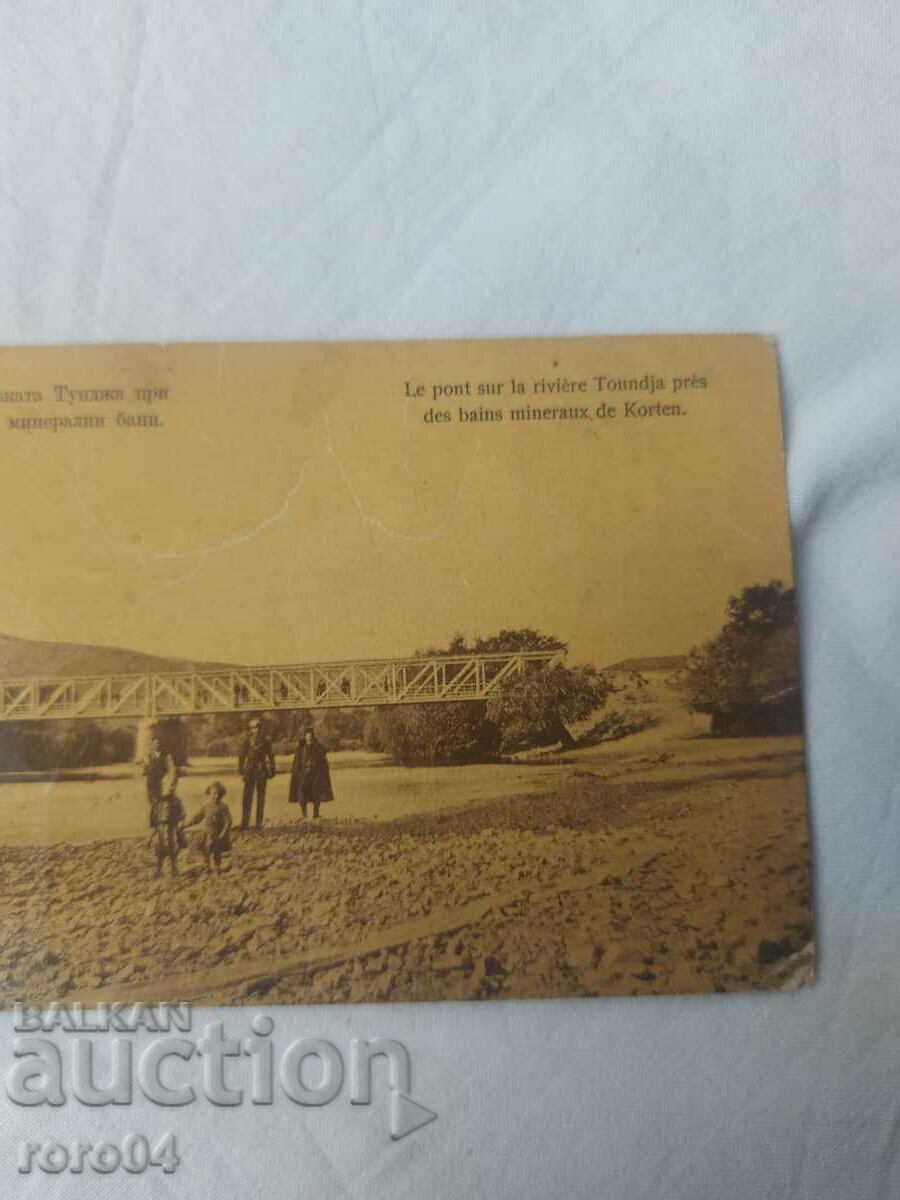 Тунджа при
минерални бани.
Le pont sur la rivière Toundja près
des bains mineraux de Korten.
BALKAN
auction
roro04